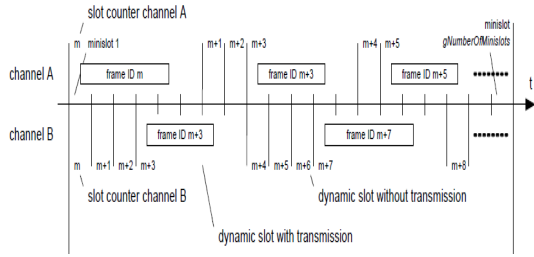 slot counter channel A
minislot
m minislot 1 m+1 m+2 m+3 m+4 m+5 gNumberOfMinislots
channel A frame ID m frame ID m+3 frame ID m+5
t
channel B frame ID m+3 frame ID m+7
m m+1 m+2 m+3 m+4 m+5 m+6 m+7 m+8
slot counter channel B dynamic slot without transmission
dynamic slot with transmission